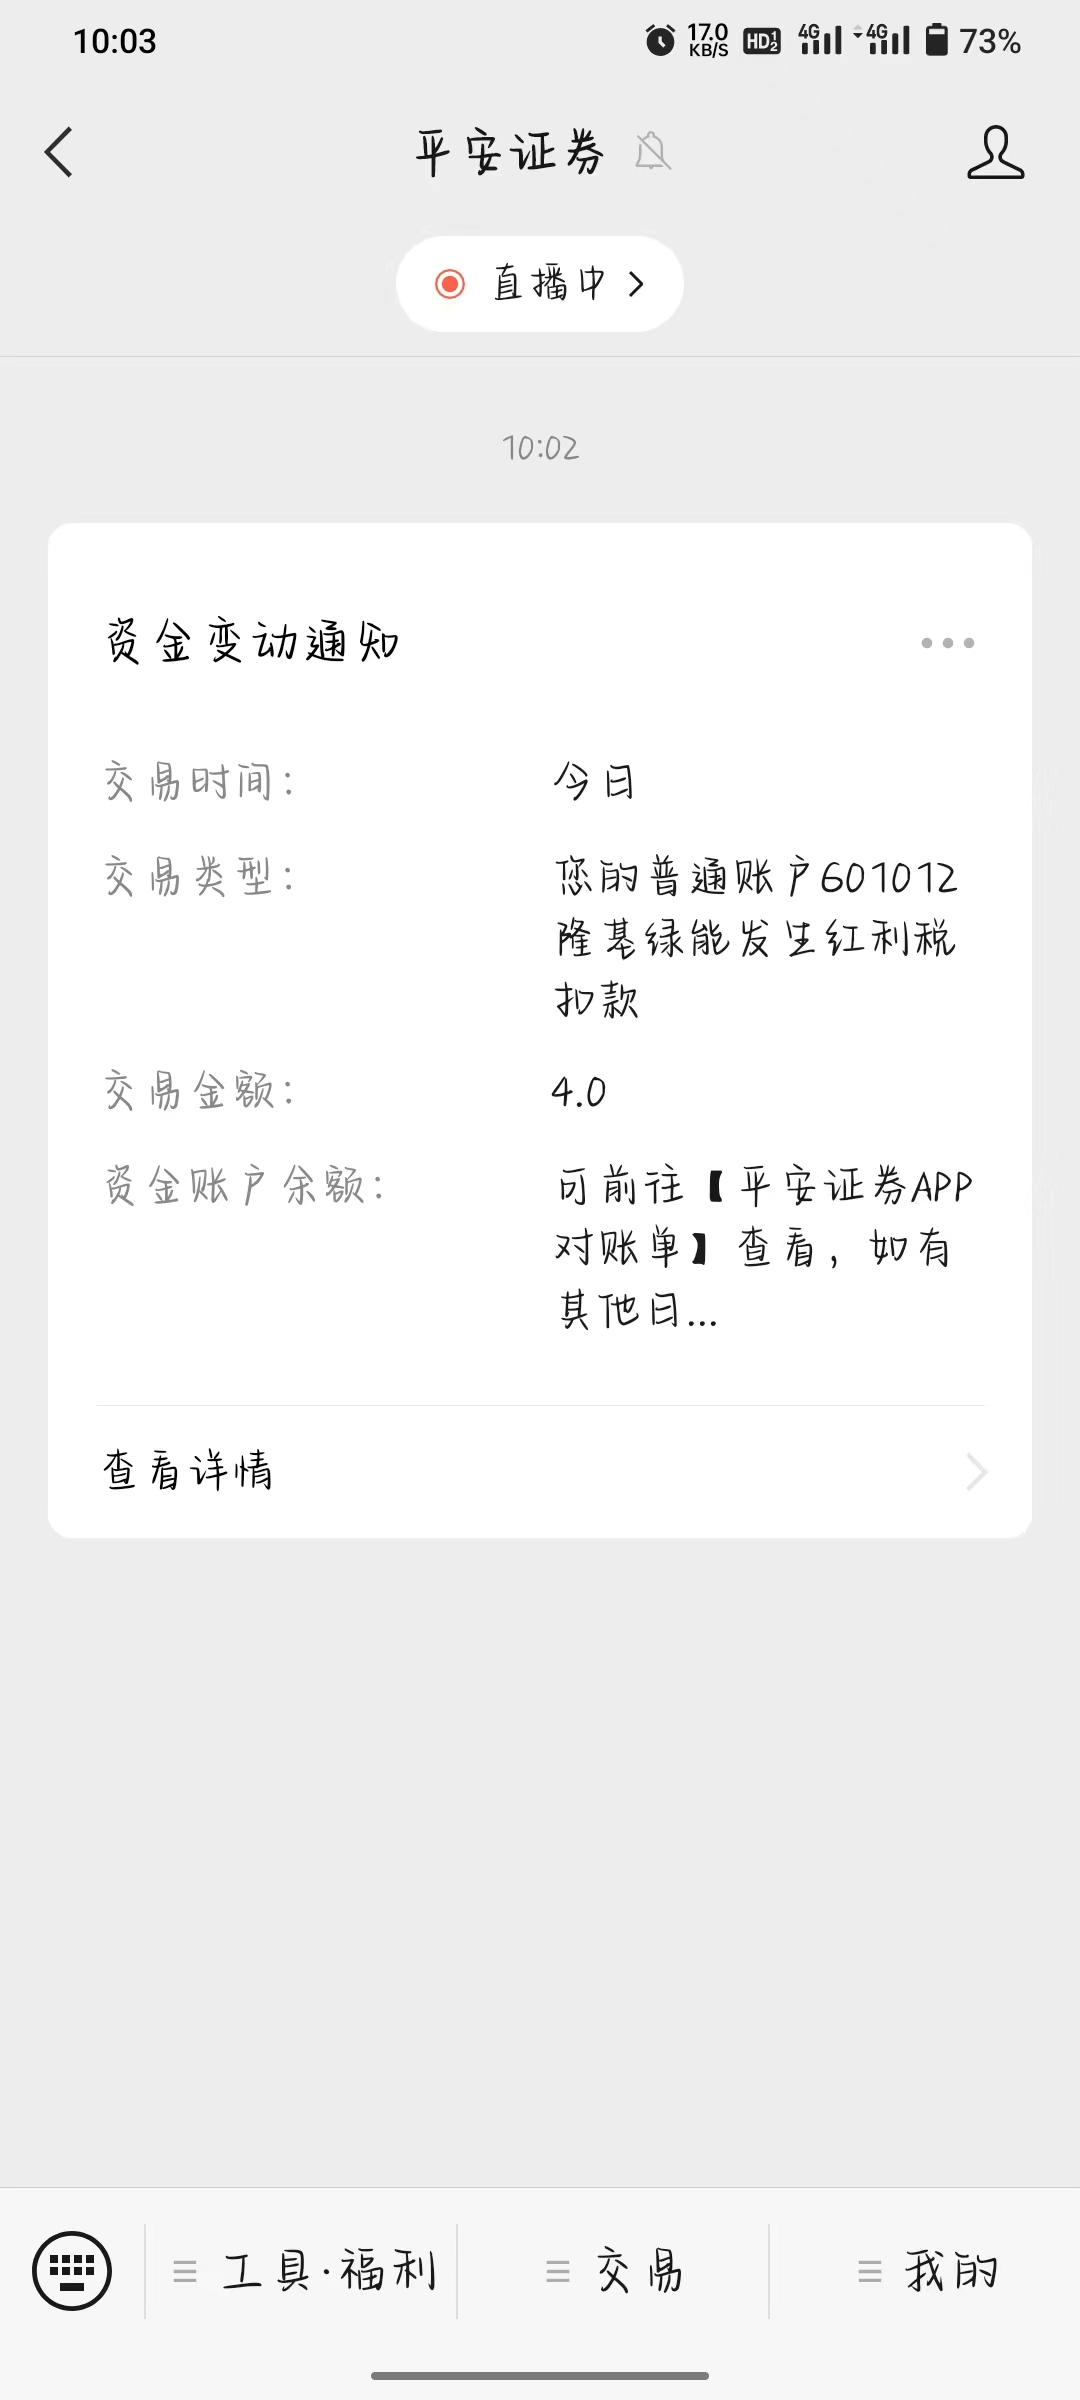 10:03
17.0 KB/S HD 1 2 4G 4G 73%
平安证券
直播中
10:02
资金变动通知
交易时间： 今日
交易类型： 您的普通账户601012
隆基绿能发生红利税
扣款
交易金额： 4.0
资金账户余额： 可前往【平安证券APP
对账单】查看，如有
其他日...
查看详情
工具·福利 交易 我的